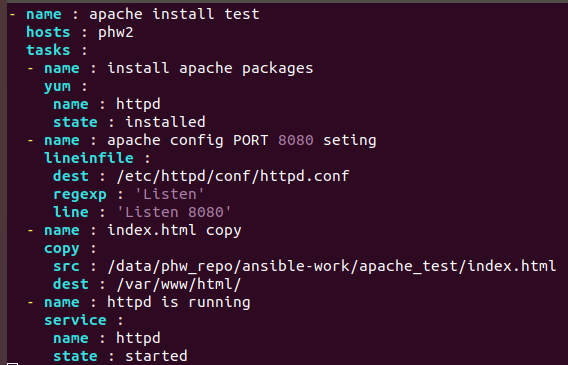 - name : apache install test
  hosts : phw2
  tasks :
  - name : install apache packages
    yum :
     name : httpd
     state : installed
  - name : apache config PORT 8080 seting
    lineinfile :
     dest : /etc/httpd/conf/httpd.conf
     regexp : 'Listen'
     line : 'Listen 8080'
  - name : index.html copy
    copy :
     src : /data/phw_repo/ansible-work/apache_test/index.html
     dest : /var/www/html/
  - name : httpd is running
    service :
     name : httpd
     state : started